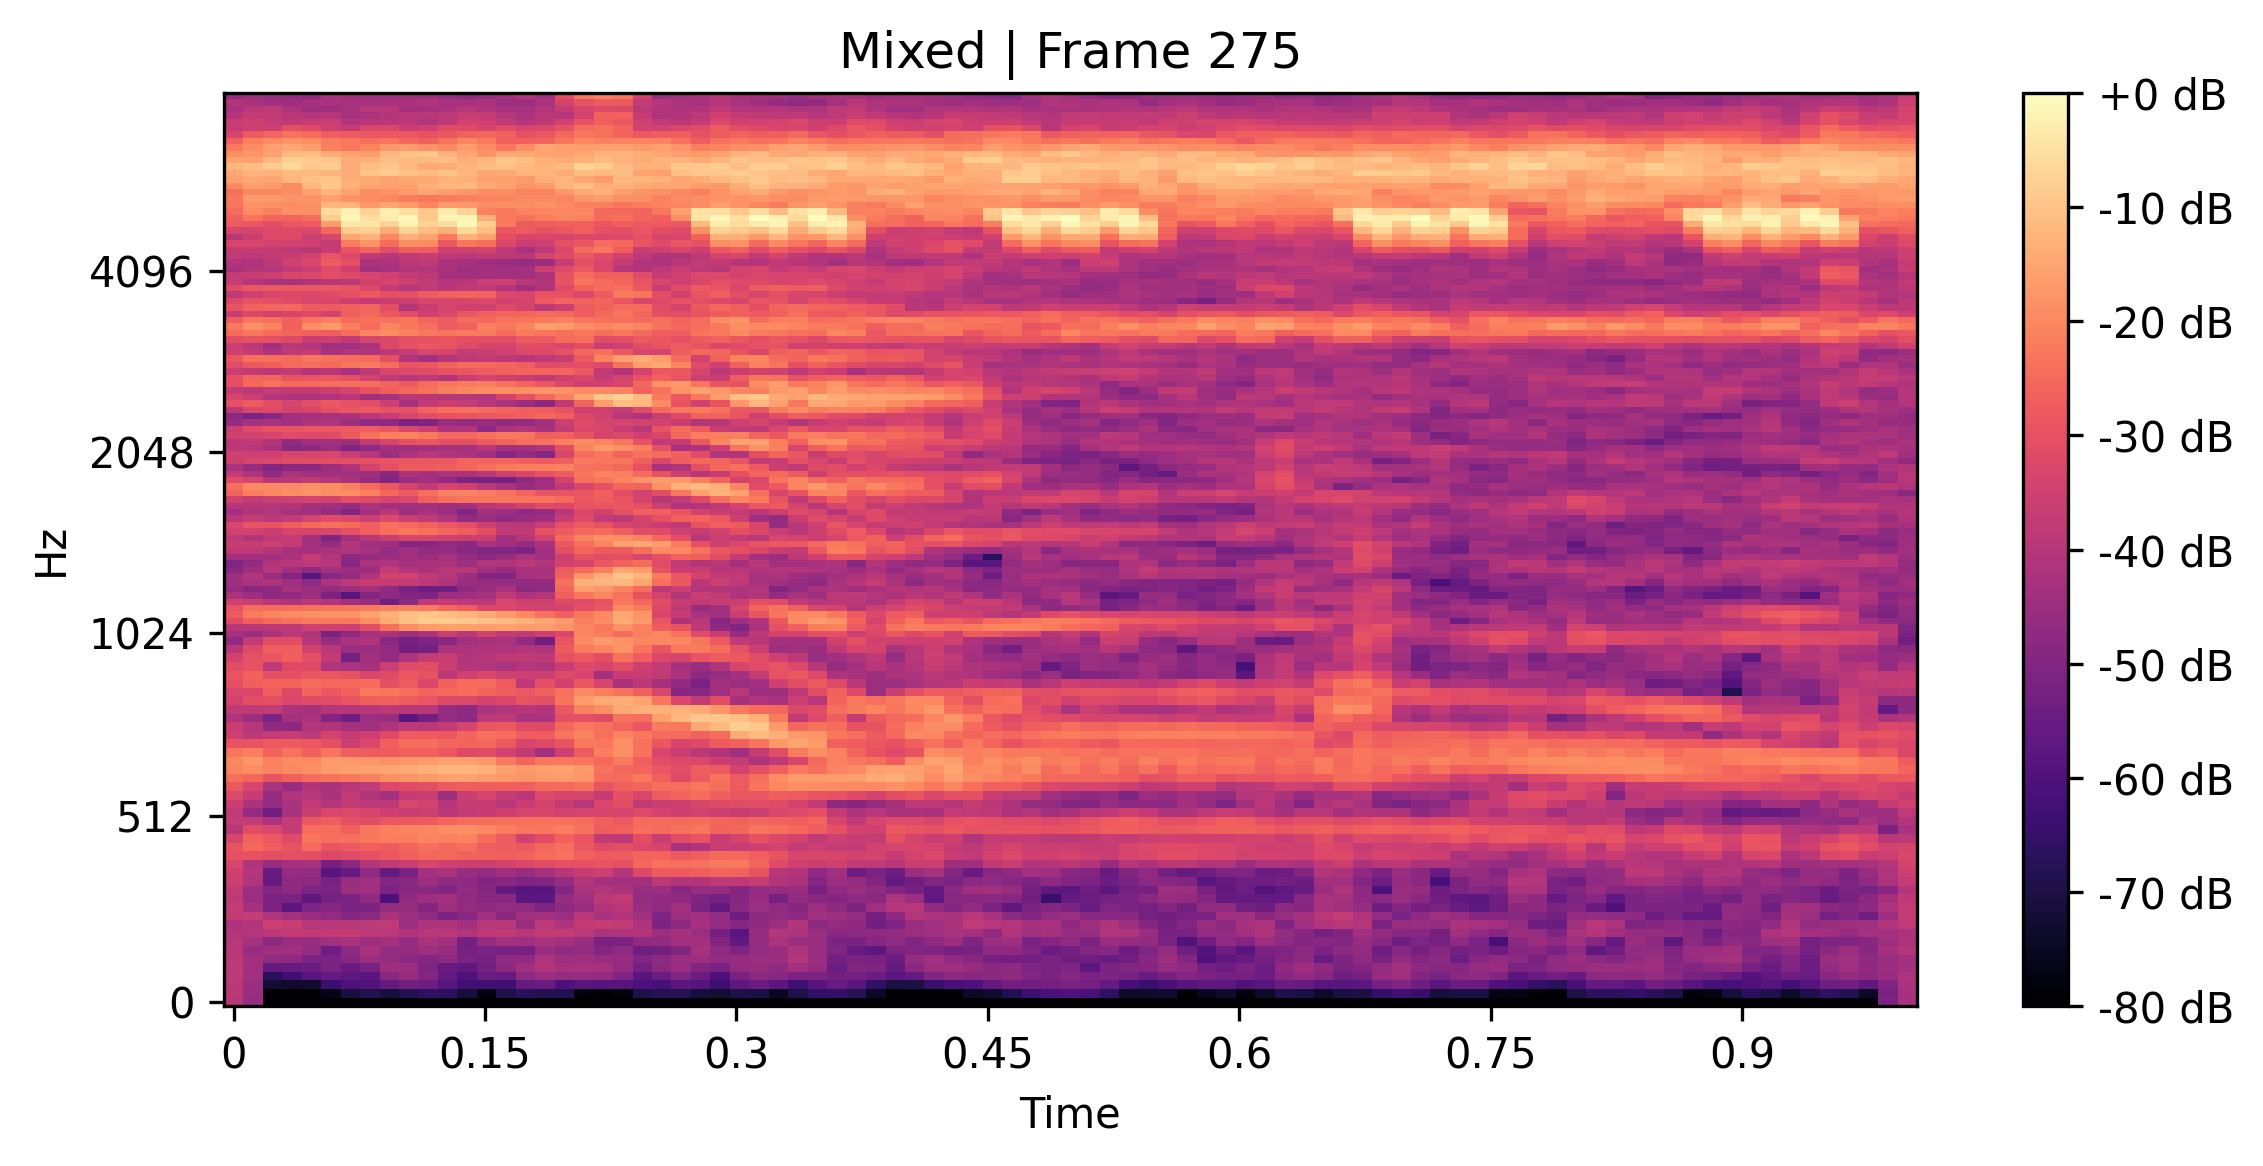 Mixed | Frame 275
+0 dB
-10 dB
-20 dB
-30 dB
-40 dB
-50 dB
-60 dB
-70 dB
-80 dB
Hz
4096
2048
1024
512
0
0 0.15 0.3 0.45 0.6 0.75 0.9
Time